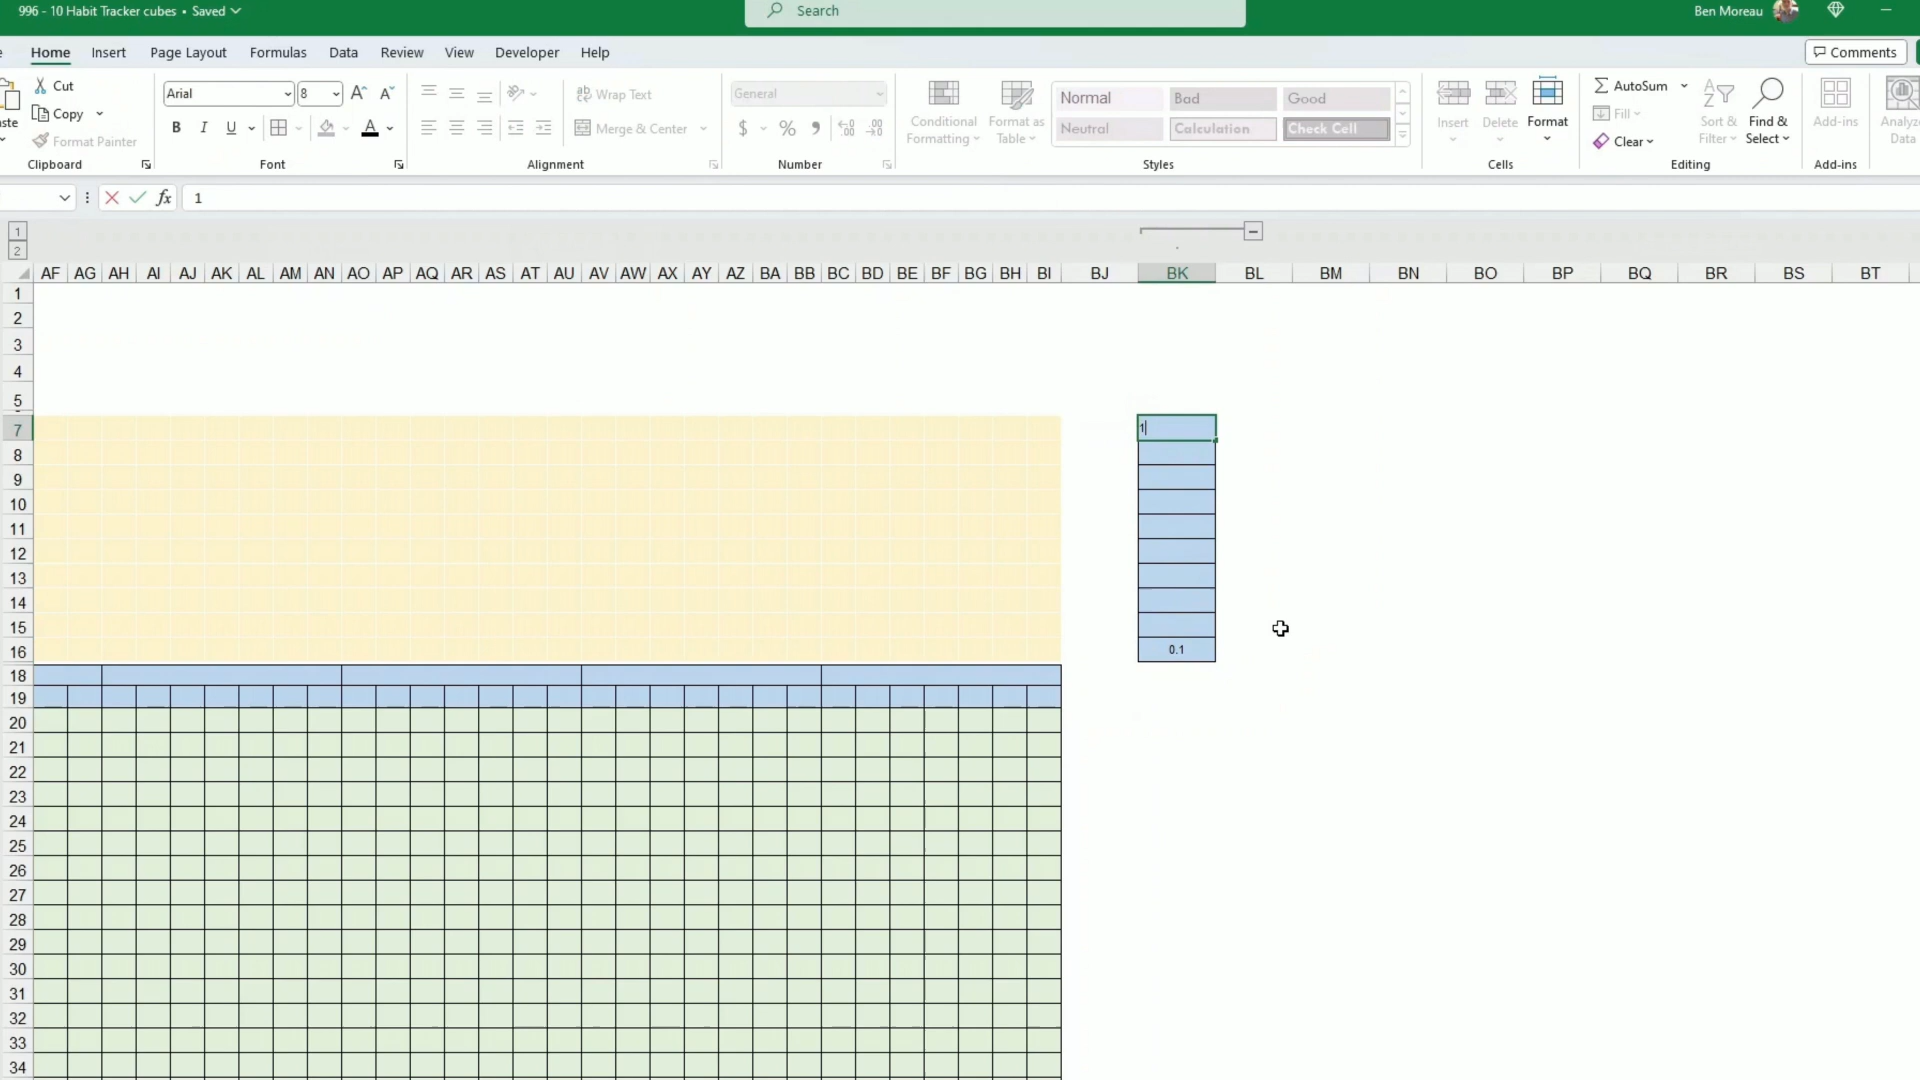 996 - 10 Habit Tracker cubes • Saved
Search
Ben Moreau
Home Insert Page Layout Formulas Data Review View Developer Help
Comments
Cut
Copy
Format Painter
Clipboard
Arial 8
B I U A
Font
Wrap Text
Merge & Center
Alignment
General
$ % 9
Number
Conditional Formatting
Format as Table
Normal Bad Good
Neutral Calculation Check Cell
Styles
Insert Delete Format
Cells
AutoSum
Fill
Clear
Sort & Filter
Find & Select
Editing
Add-ins
Add-ins
Analyze
Data
fx 1
1
2
AF AG AH AI AJ AK AL AM AN AO AP AQ AR AS AT AU AV AW AX AY AZ BA BB BC BD BE BF BG BH BI BJ BK BL BM BN BO BP BQ BR BS BT
1
2
3
4
5
7 1
8
9
10
11
12
13
14
15
16 0.1
18
19
20
21
22
23
24
25
26
27
28
29
30
31
32
33
34